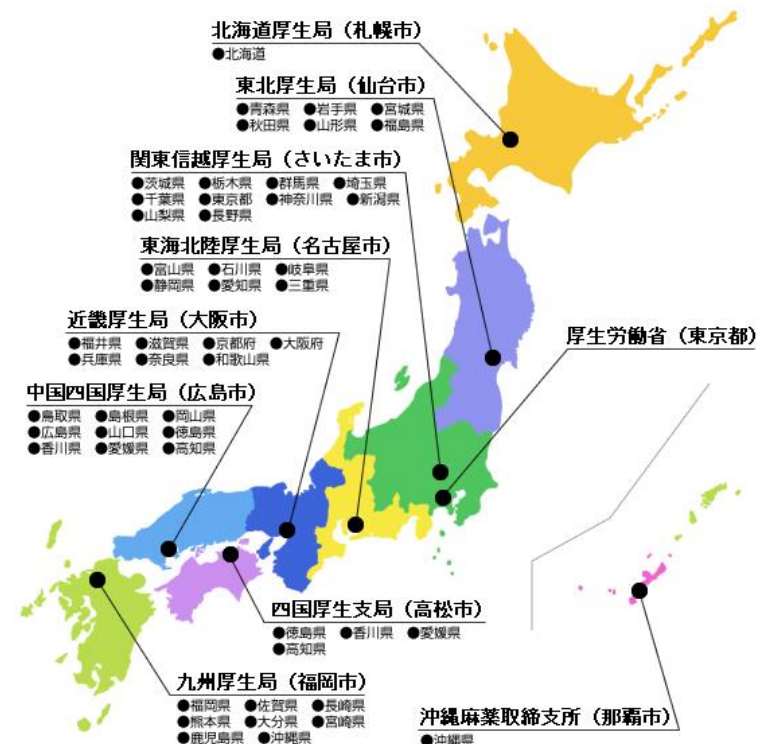 北海道厚生局（札幌市）
●北海道
東北厚生局（仙台市）
●青森県 ●岩手県 ●宮城県
●秋田県 ●山形県 ●福島県
関東信越厚生局（さいたま市）
●茨城県 ●栃木県 ●群馬県 ●埼玉県
●千葉県 ●東京都 ●神奈川県 ●新潟県
●山梨県 ●長野県
東海北陸厚生局（名古屋市）
●富山県 ●石川県 ●岐阜県
●静岡県 ●愛知県 ●三重県
近畿厚生局（大阪市）
●福井県 ●滋賀県 ●京都府 ●大阪府
●兵庫県 ●奈良県 ●和歌山県
厚生労働省（東京都）
中国四国厚生局（広島市）
●鳥取県 ●島根県 ●岡山県
●広島県 ●山口県 ●徳島県
●香川県 ●愛媛県 ●高知県
四国厚生支局（高松市）
●徳島県 ●香川県 ●愛媛県
●高知県
九州厚生局（福岡市）
●福岡県 ●佐賀県 ●長崎県
●熊本県 ●大分県 ●宮崎県
●鹿児島県 ●沖縄県
沖縄麻薬取締支所（那覇市）
●沖縄県